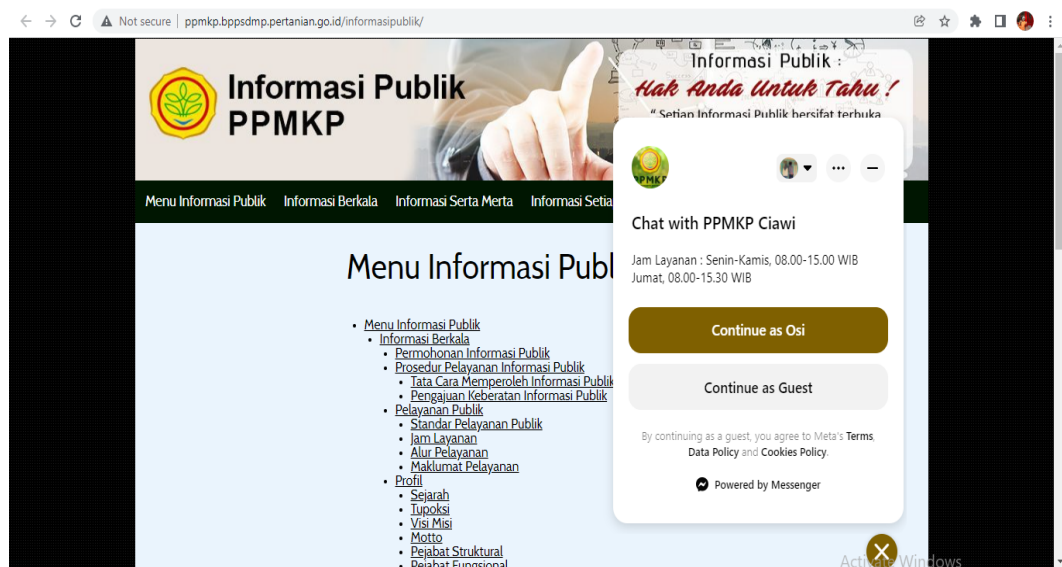 Not secure
ppmkp.bppsdmp.pertanian.go.id/informasipublik/
Informasi Publik
PPMKP
Informasi Publik :
Hak Anda Untuk Tahu !
" Setiap Informasi Publik bersifat terbuka
Menu Informasi Publik
Informasi Berkala
Informasi Serta Merta
Informasi Setia
Menu Informasi Publ
• Menu Informasi Publik
• Informasi Berkala
• Permohonan Informasi Publik
• Prosedur Pelayanan Informasi Publik
• Tata Cara Memperoleh Informasi Publik
• Pengajuan Keberatan Informasi Publik
• Pelayanan Publik
• Standar Pelayanan Publik
• Jam Layanan
• Alur Pelayanan
• Maklumat Pelayanan
• Profil
• Sejarah
• Tupoksi
• Visi Misi
• Motto
• Pejabat Struktural
• Pejabat Fungsional
PPMKP
Chat with PPMKP Ciawi
Jam Layanan : Senin-Kamis, 08.00-15.00 WIB
Jumat, 08.00-15.30 WIB
Continue as Osi
Continue as Guest
By continuing as a guest, you agree to Meta's Terms,
Data Policy and Cookies Policy.
Powered by Messenger
Activate Windows